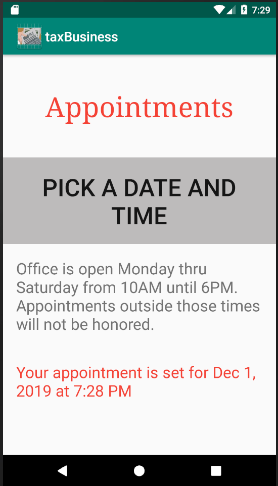 7:29
taxBusiness
Appointments
PICK A DATE AND
TIME
Office is open Monday thru
Saturday from 10AM until 6PM.
Appointments outside those times
will not be honored.
Your appointment is set for Dec 1,
2019 at 7:28 PM